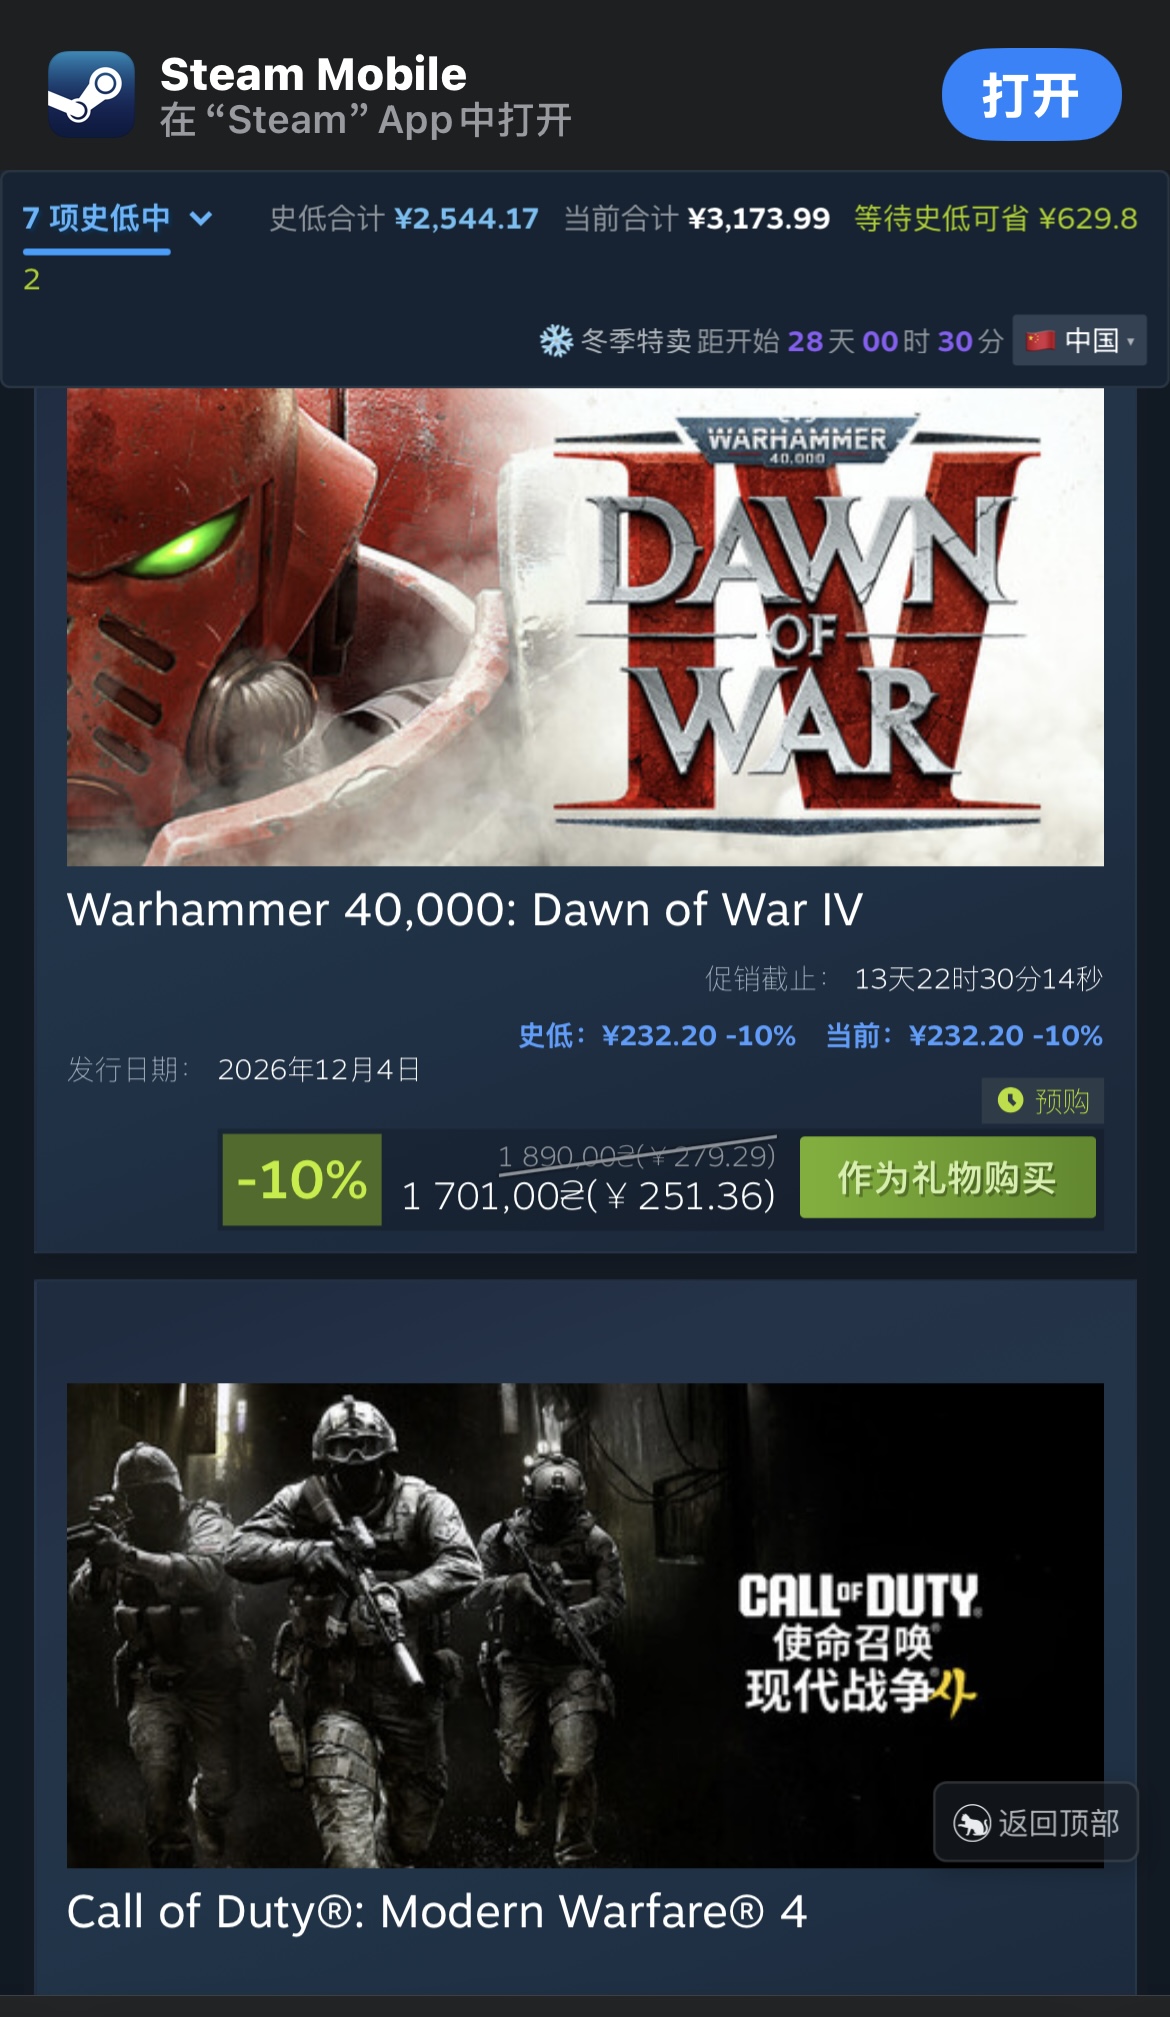 Steam Mobile
在 “Steam” App 中打开
打开
7 项史低中
史低合计 ¥2,544.17 当前合计 ¥3,173.99 等待史低可省 ¥629.8
2
冬季特卖 距开始 28 天 00 时 30 分
中国
WARHAMMER
40,000
DAWN
OF
WAR
IV
Warhammer 40,000: Dawn of War IV
促销截止： 13天22时30分14秒
史低：¥232.20 -10% 当前：¥232.20 -10%
发行日期： 2026年12月4日
预购
-10%
1 890,00₴(¥ 279.29)
1 701,00₴(¥ 251.36)
作为礼物购买
CALL OF DUTY®
使命召唤®
现代战争®4
返回顶部
Call of Duty®: Modern Warfare® 4